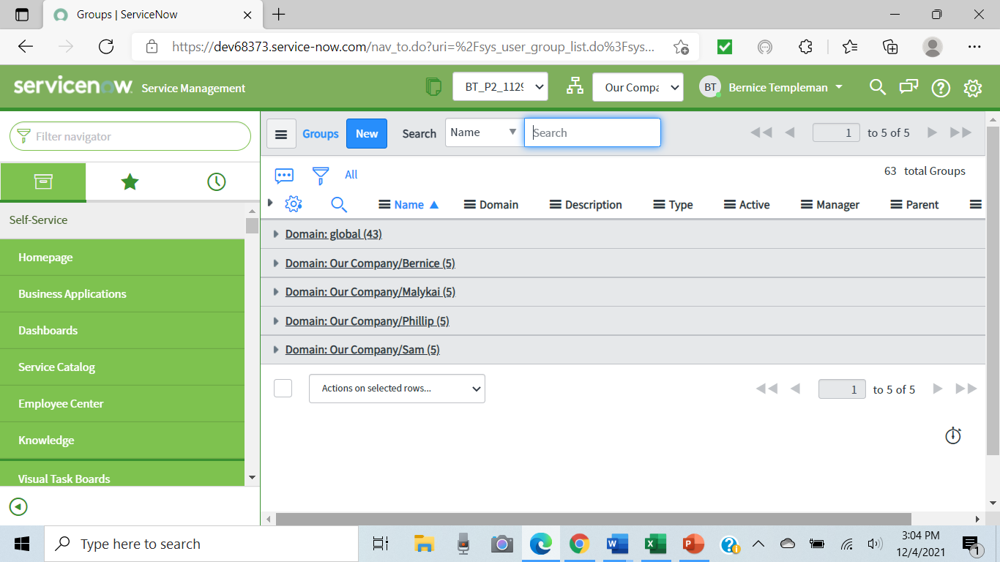 Groups | ServiceNow
https://dev68373.service-now.com/nav_to.do?uri=%2Fsys_user_group_list.do%3Fsys...
servicenow Service Management
BT_P2_1129
Our Compa
BT Bernice Templeman
Filter navigator
Groups New Search Name Search 1 to 5 of 5
All
63 total Groups
Name Domain Description Type Active Manager Parent
Self-Service
Homepage
Business Applications
Dashboards
Service Catalog
Employee Center
Knowledge
Visual Task Boards
Domain: global (43)
Domain: Our Company/Bernice (5)
Domain: Our Company/Malykai (5)
Domain: Our Company/Phillip (5)
Domain: Our Company/Sam (5)
Actions on selected rows... 1 to 5 of 5
Type here to search
3:04 PM
12/4/2021
1